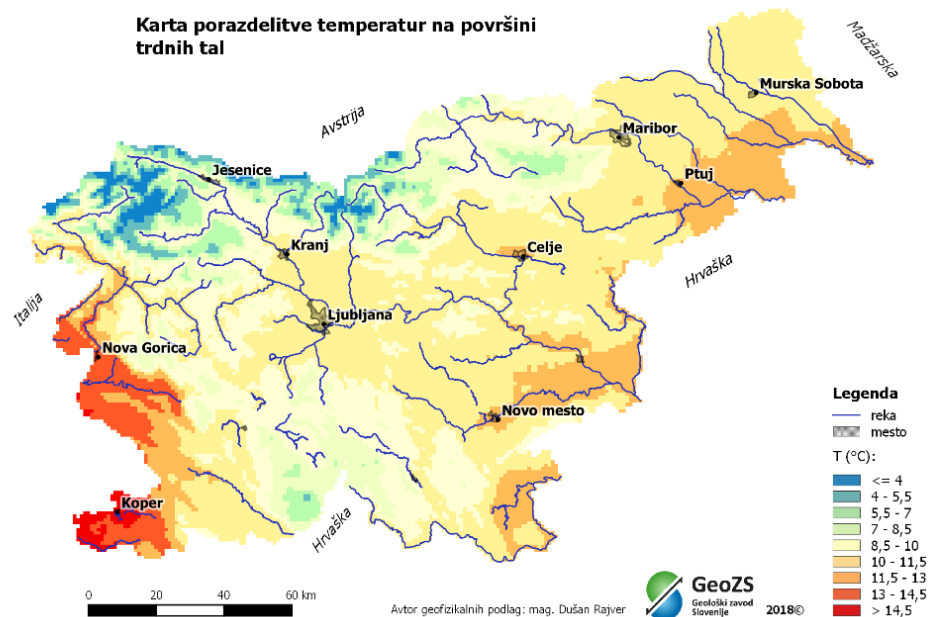 Karta porazdelitve temperatur na površini
trdnih tal
Avstrija
Madžarska
Murska Sobota
Maribor
Jesenice
Ptuj
Kranj
Celje
Hrvaška
Italija
Ljubljana
Nova Gorica
Novo mesto
Koper
Hrvaška
Legenda
reka
mesto
T (°C):
<= 4
4 - 5,5
5,5 - 7
7 - 8,5
8,5 - 10
10 - 11,5
11,5 - 13
13 - 14,5
> 14,5
0 20 40 60 km
Avtor geofizikalnih podlag: mag. Dušan Rajver
GeoZS
Geološki zavod
Slovenije
2018©